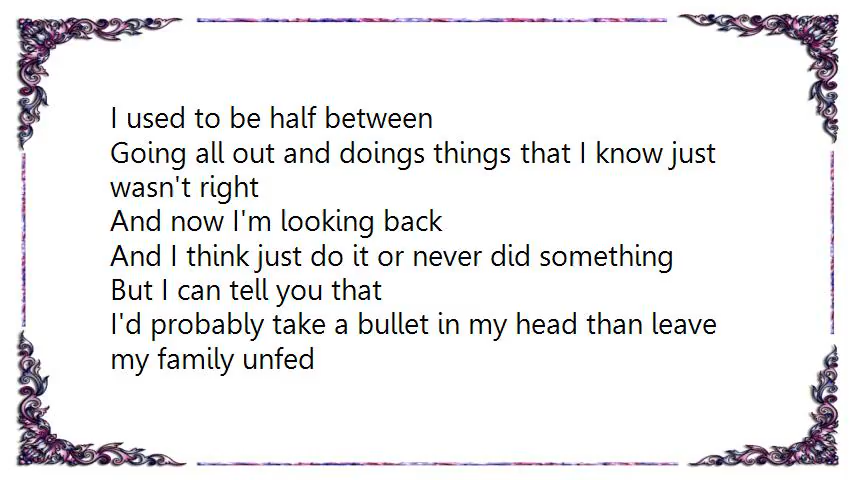 I used to be half between
Going all out and doings things that I know just
wasn't right
And now I'm looking back
And I think just do it or never did something
But I can tell you that
I'd probably take a bullet in my head than leave
my family unfed